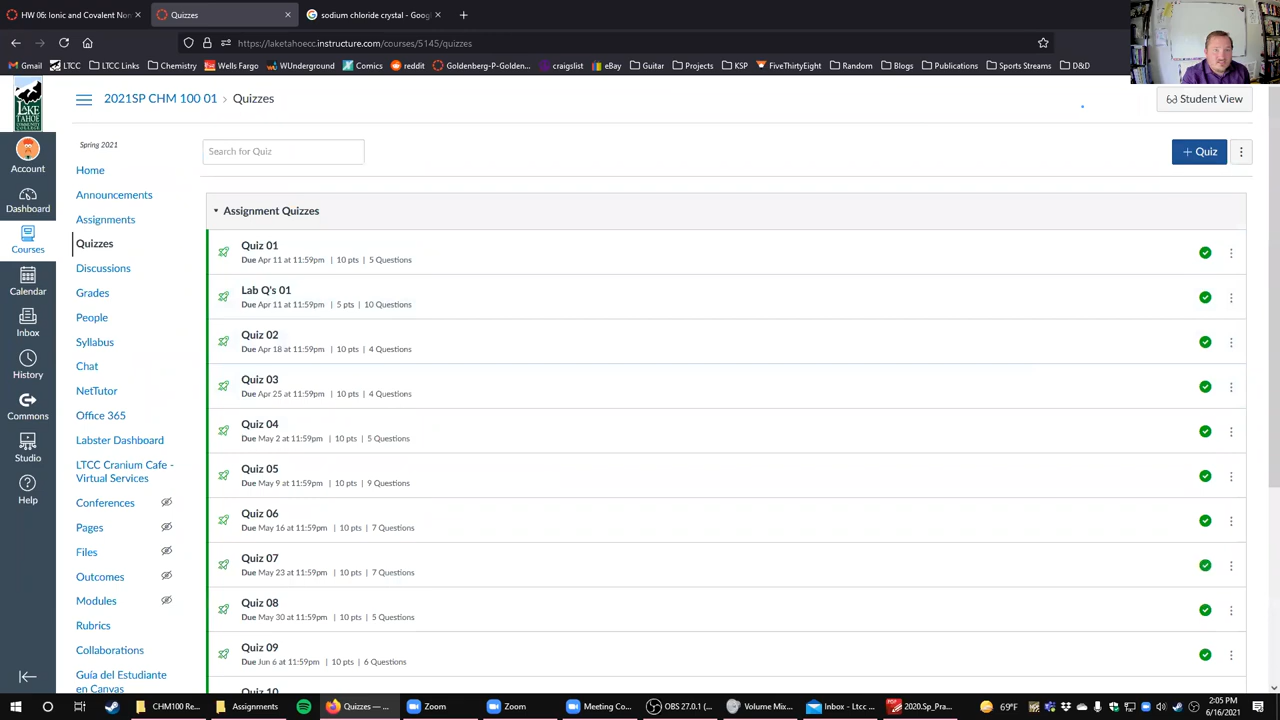 HW 06: Ionic and Covalent Nor
Quizzes
sodium chloride crystal - Goog
https://laketahoecc.instructure.com/courses/5145/quizzes
Gmail LTCC LTCC Links Chemistry Wells Fargo WUnderground Comics reddit Goldenberg-P-Golden... craigslist eBay Guitar Projects KSP FiveThirtyEight Random Blogs Publications Sports Streams D&D
LAKE TAHOE
2021SP CHM 100 01 › Quizzes
Student View
Account
Dashboard
Courses
Calendar
Inbox
History
Commons
Studio
Help
Spring 2021
Home
Announcements
Assignments
Quizzes
Discussions
Grades
People
Syllabus
Chat
NetTutor
Office 365
Labster Dashboard
LTCC Cranium Cafe -
Virtual Services
Conferences
Pages
Files
Outcomes
Modules
Rubrics
Collaborations
Guía del Estudiante
en Canvas
Search for Quiz
+ Quiz
Assignment Quizzes
Quiz 01
Due Apr 11 at 11:59pm | 10 pts | 5 Questions
Lab Q's 01
Due Apr 11 at 11:59pm | 5 pts | 10 Questions
Quiz 02
Due Apr 18 at 11:59pm | 10 pts | 4 Questions
Quiz 03
Due Apr 25 at 11:59pm | 10 pts | 4 Questions
Quiz 04
Due May 2 at 11:59pm | 10 pts | 5 Questions
Quiz 05
Due May 9 at 11:59pm | 10 pts | 9 Questions
Quiz 06
Due May 16 at 11:59pm | 10 pts | 7 Questions
Quiz 07
Due May 23 at 11:59pm | 10 pts | 7 Questions
Quiz 08
Due May 30 at 11:59pm | 10 pts | 5 Questions
Quiz 09
Due Jun 6 at 11:59pm | 10 pts | 6 Questions
Quiz 10
CHM100 Re... Assignments Quizzes — ... Zoom Zoom Meeting Co... OBS 27.0.1 (... Volume Mix... Inbox - Ltcc ... 2020.Sp_Pra... 69°F
2:05 PM
6/16/2021